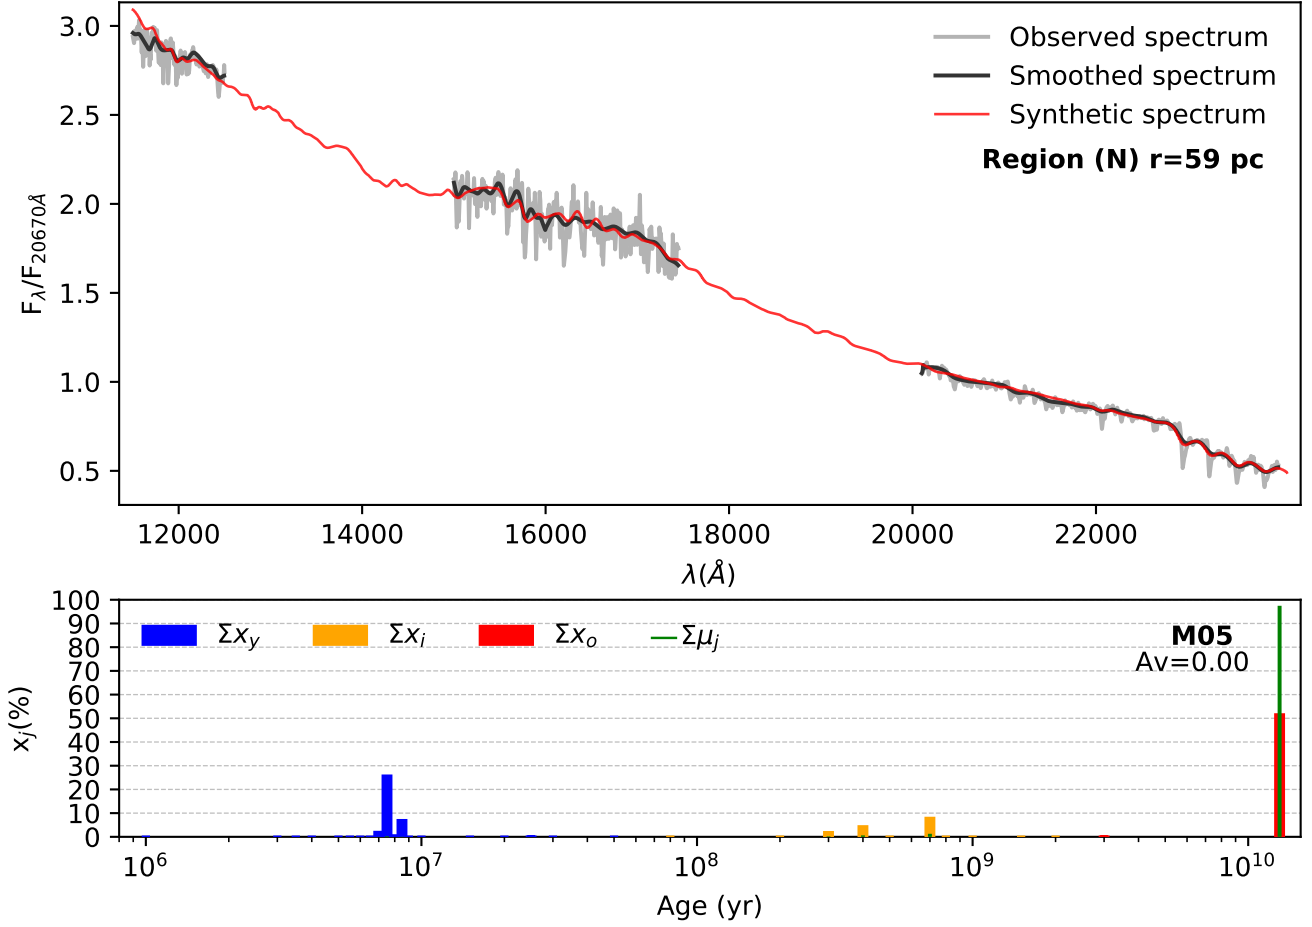 3.0
2.5
2.0
1.5
1.0
0.5
F_λ/F_20670Å
Observed spectrum
Smoothed spectrum
Synthetic spectrum
Region (N) r=59 pc
12000 14000 16000 18000 20000 22000
λ(Å)
100
90
80
70
60
50
40
30
20
10
0
x_j(%)
Σx_y Σx_i Σx_o Σμ_j
M05
Av=0.00
10^6 10^7 10^8 10^9 10^10
Age (yr)